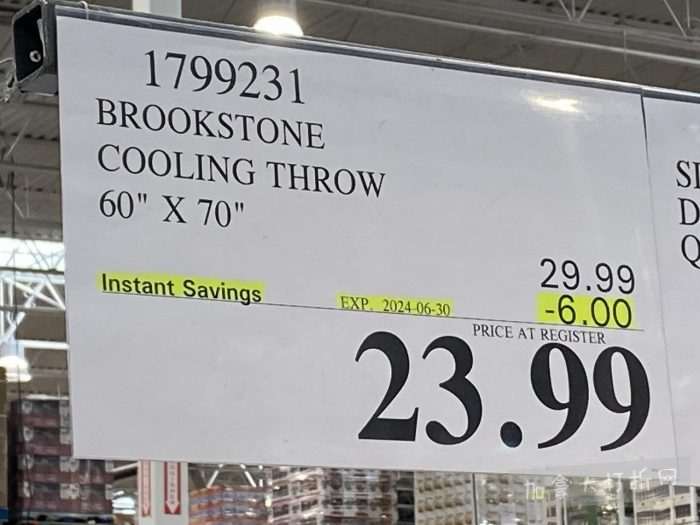 1799231
BROOKSTONE
COOLING THROW
60" X 70"
29.99
Instant Savings EXP. 2024-06-30 -6.00
PRICE AT REGISTER
23.99
SI
D
Q